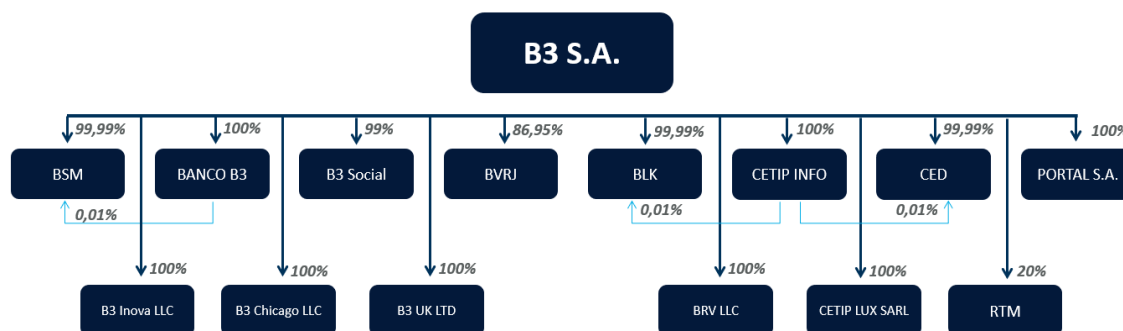 B3 S.A.
99,99%
100%
99%
86,95%
99,99%
100%
99,99%
100%
BSM
BANCO B3
B3 Social
BVRJ
BLK
CETIP INFO
CED
PORTAL S.A.
0,01%
0,01%
0,01%
100%
100%
100%
100%
100%
20%
B3 Inova LLC
B3 Chicago LLC
B3 UK LTD
BRV LLC
CETIP LUX SARL
RTM